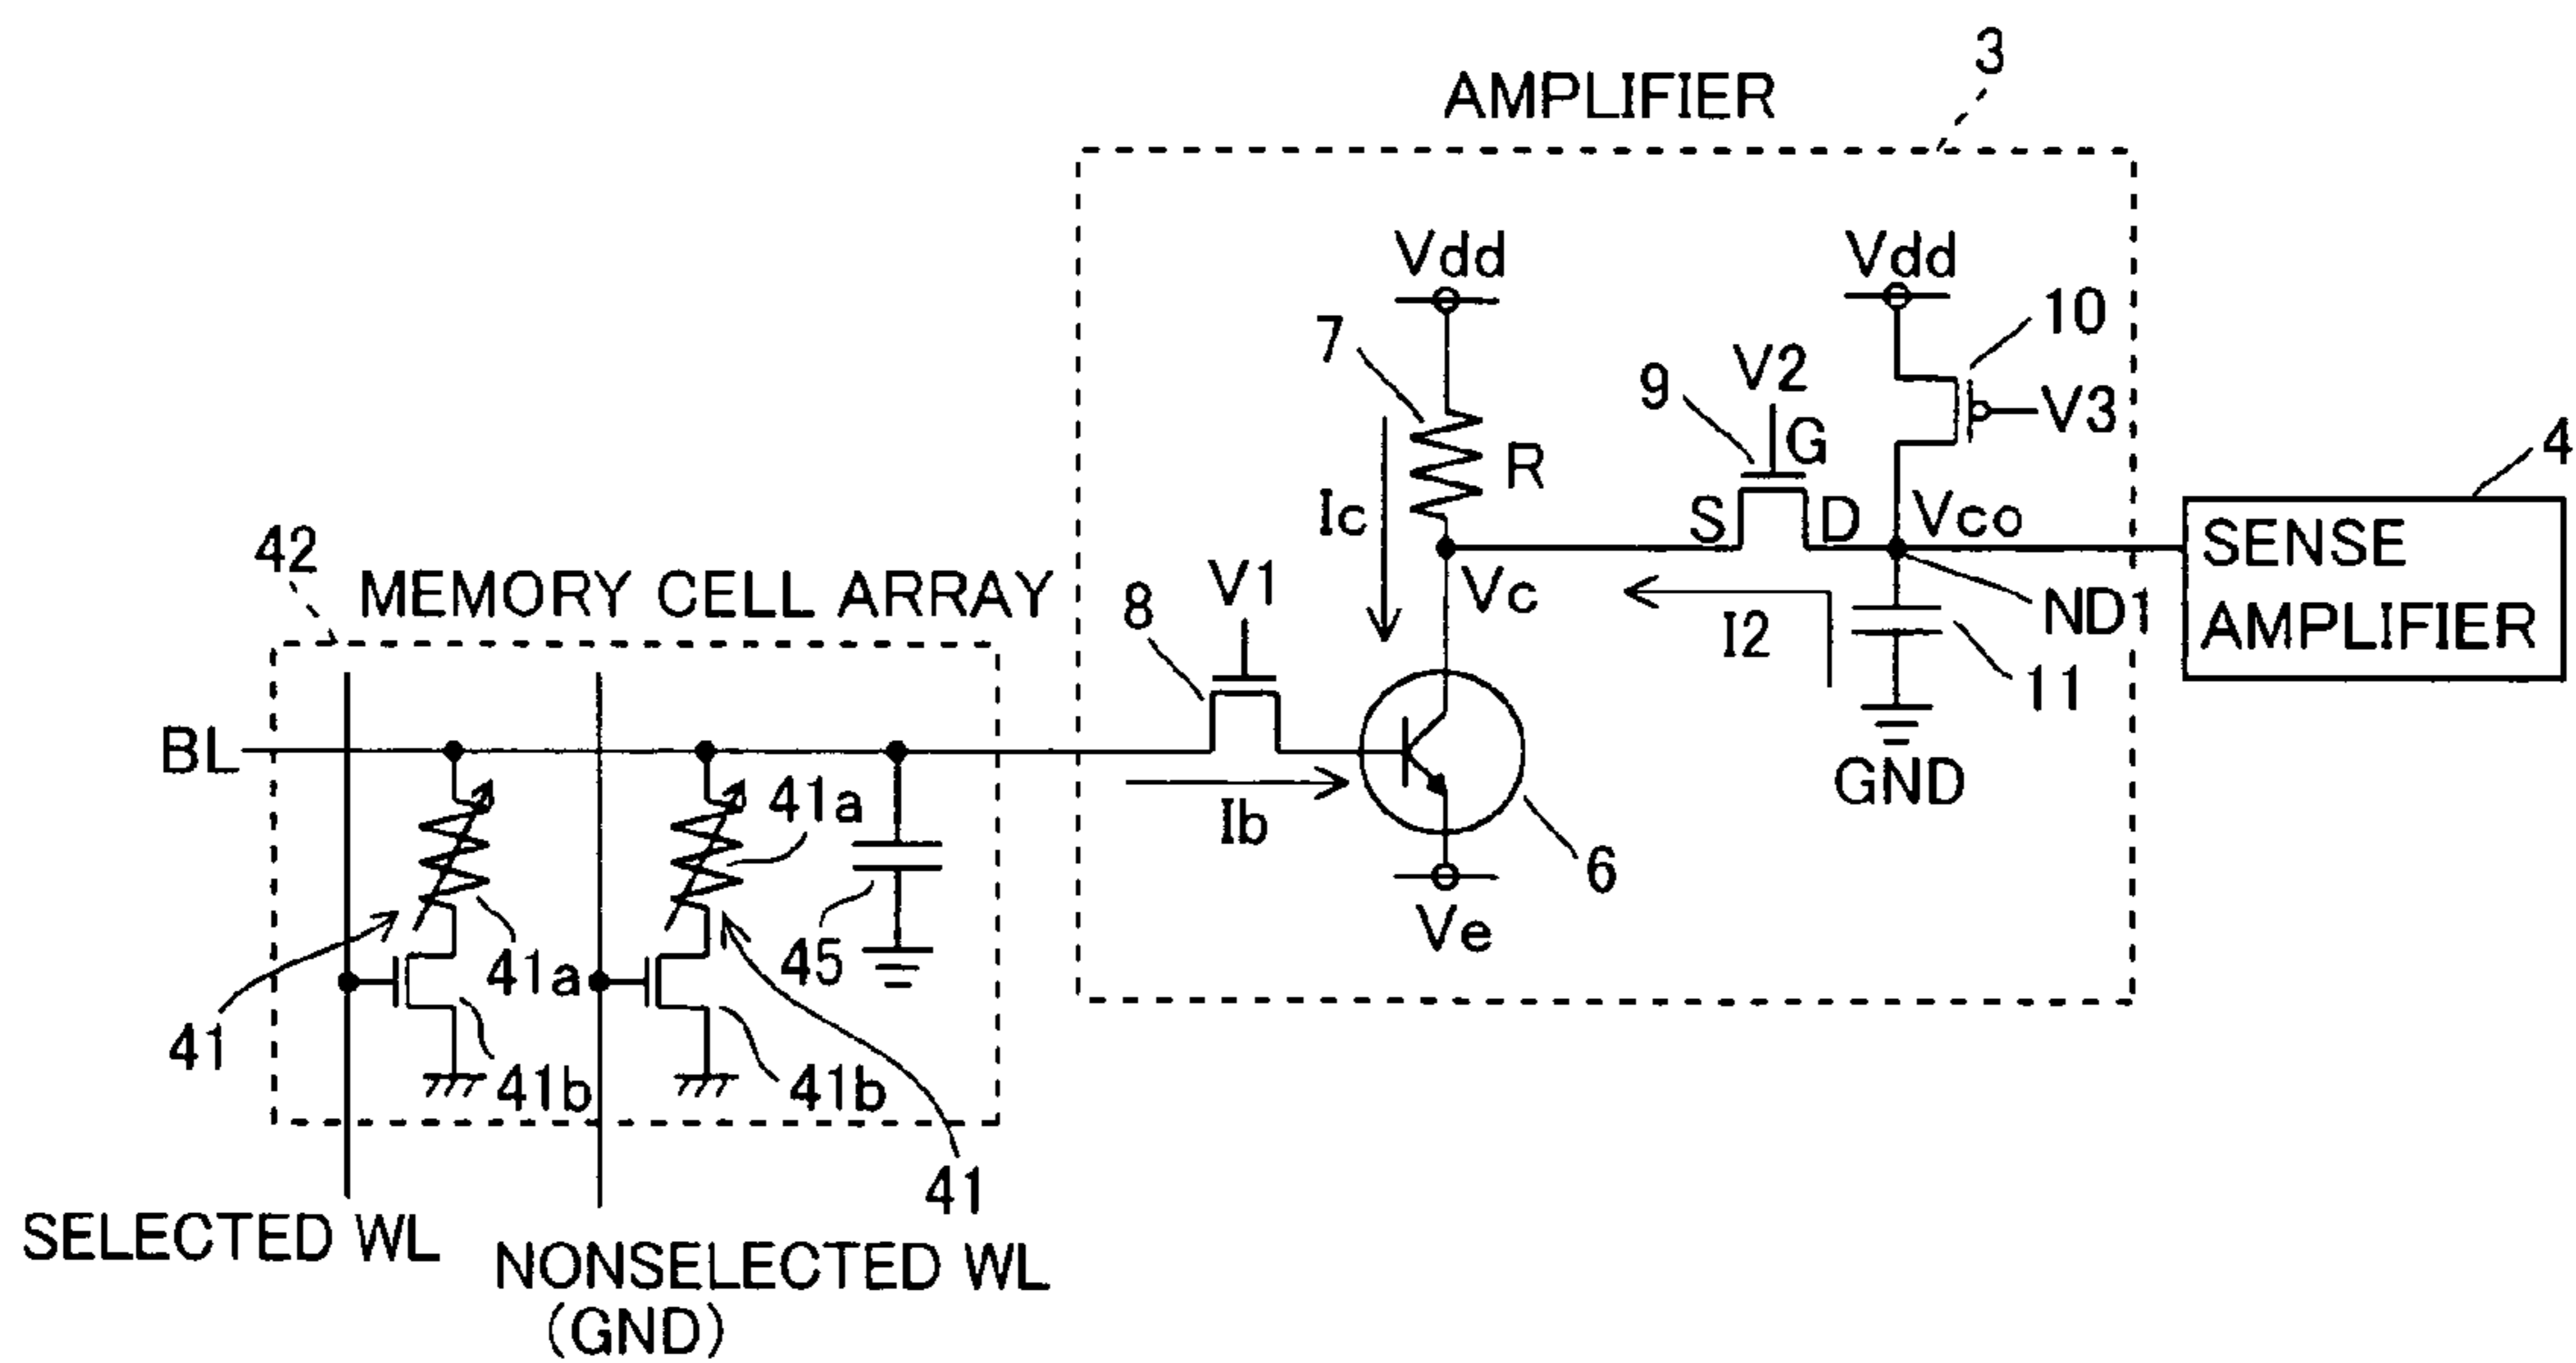 3
AMPLIFIER
Vdd
Vdd
10
7
V2
9
G
V3
R
4
Ic
S
D
Vco
SENSE
AMPLIFIER
42
MEMORY CELL ARRAY
V1
8
Vc
I2
ND1
11
BL
GND
Ib
41a
6
45
Ve
41a
41
41b
41b
41
SELECTED WL
NONSELECTED WL
(GND)